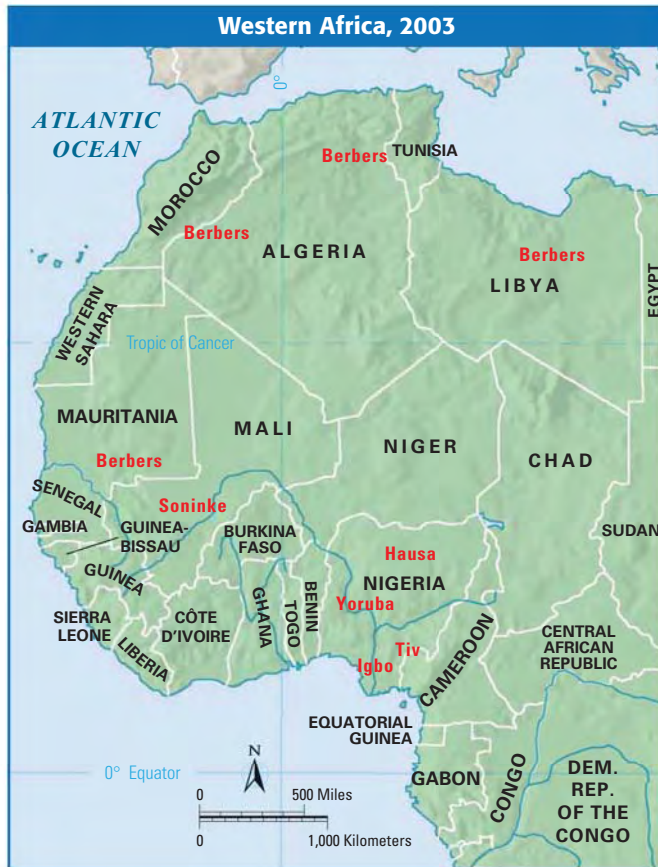 Western Africa, 2003
0°
ATLANTIC
OCEAN
Berbers
TUNISIA
MOROCCO
Berbers
ALGERIA
Berbers
LIBYA
EGYPT
WESTERN
SAHARA
Tropic of Cancer
MAURITANIA
MALI
NIGER
CHAD
Berbers
SENEGAL
Soninke
GAMBIA
GUINEA-
BISSAU
BURKINA
FASO
SUDAN
Hausa
NIGERIA
GUINEA
Yoruba
BENIN
TOGO
GHANA
CÔTE
D'IVOIRE
SIERRA
LEONE
LIBERIA
Tiv
Igbo
CAMEROON
CENTRAL
AFRICAN
REPUBLIC
EQUATORIAL
GUINEA
N
0° Equator
GABON
CONGO
DEM.
REP.
OF THE
CONGO
0 500 Miles
0 1,000 Kilometers